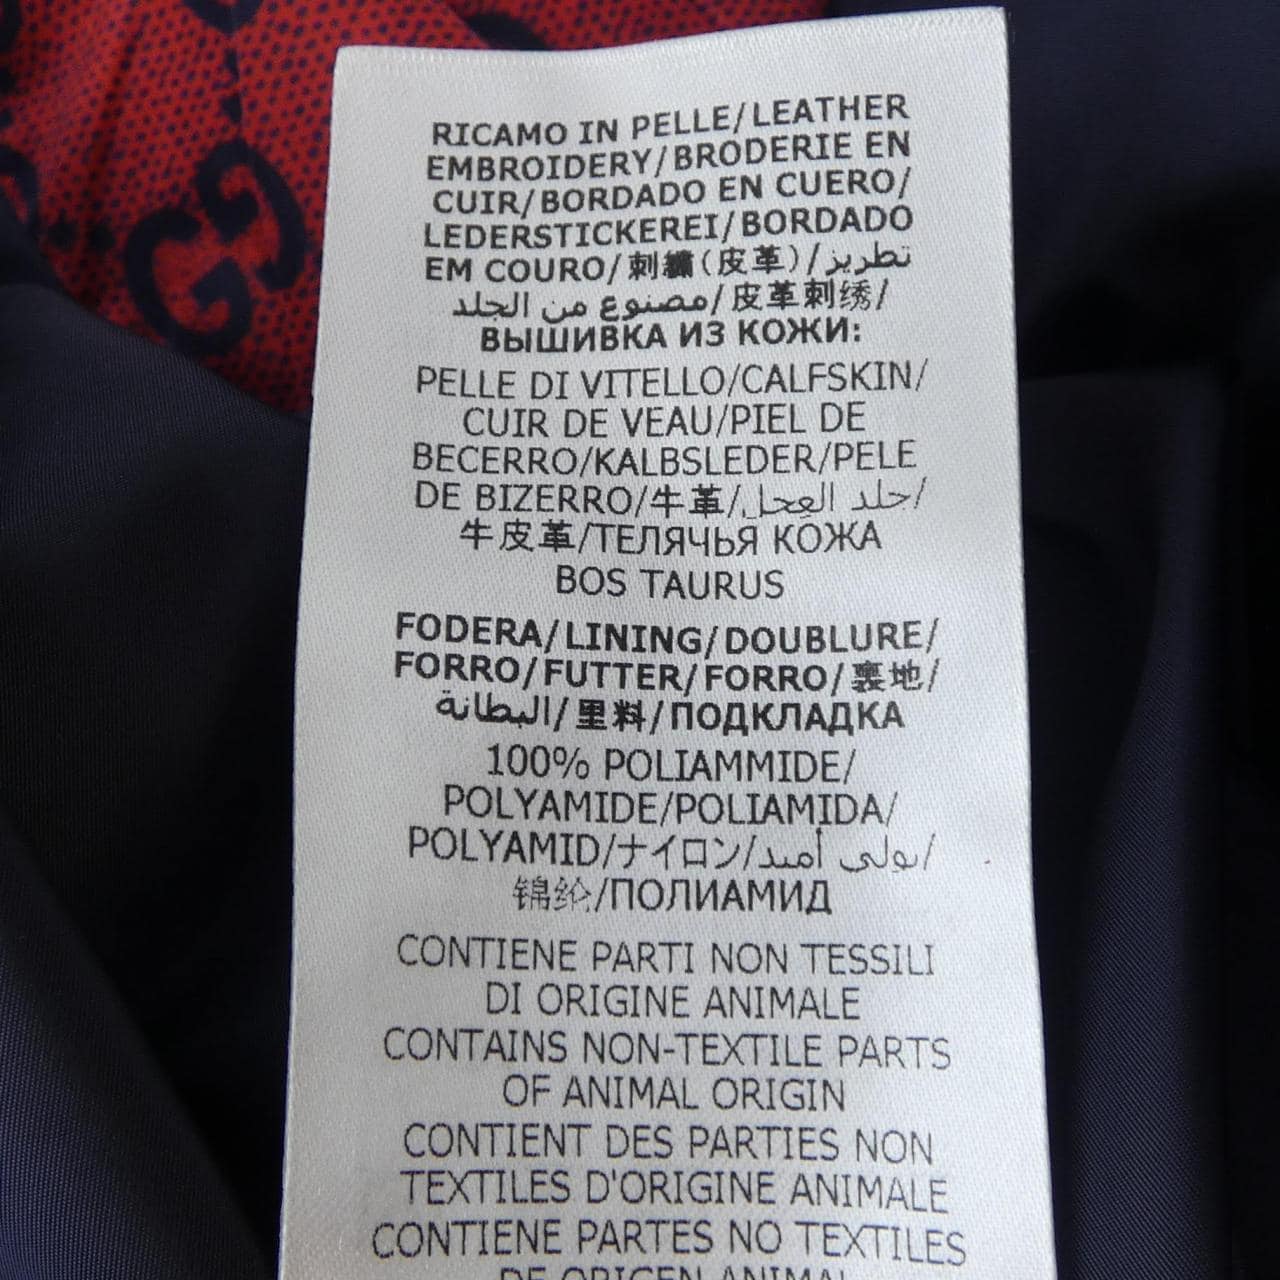 RICAMO IN PELLE/LEATHER
EMBROIDERY/BRODERIE EN
CUIR/BORDADO EN CUERO/
LEDERSTICKEREI/BORDADO
EM COURO/刺繍(皮革)/تطريز
مصنوع من الجلد/皮革刺绣/
ВЫШИВКА ИЗ КОЖИ:
PELLE DI VITELLO/CALFSKIN/
CUIR DE VEAU/PIEL DE
BECERRO/KALBSLEDER/PELE
DE BIZERRO/牛革/جلد العجل/
牛皮革/ТЕЛЯЧЬЯ КОЖА
BOS TAURUS
FODERA/LINING/DOUBLURE/
FORRO/FUTTER/FORRO/裏地/
البطانة/里料/ПОДКЛАДКА
100% POLIAMMIDE/
POLYAMIDE/POLIAMIDA/
POLYAMID/ナイロン/بولي أميد/
锦纶/ПОЛИАМИД
CONTIENE PARTI NON TESSILI
DI ORIGINE ANIMALE
CONTAINS NON-TEXTILE PARTS
OF ANIMAL ORIGIN
CONTIENT DES PARTIES NON
TEXTILES D'ORIGINE ANIMALE
CONTIENE PARTES NO TEXTILES
DE ORIGEN ANIMAL